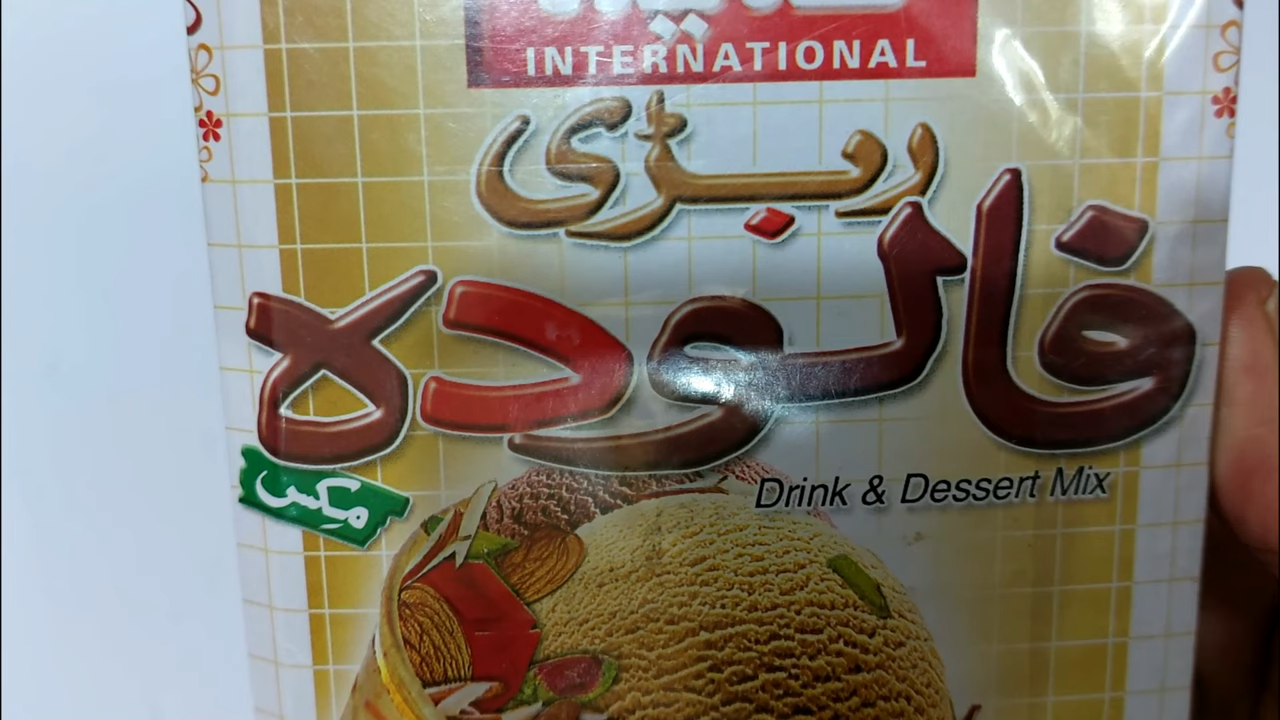 INTERNATIONAL
ربڑی
فالودہ
مکس
Drink & Dessert Mix